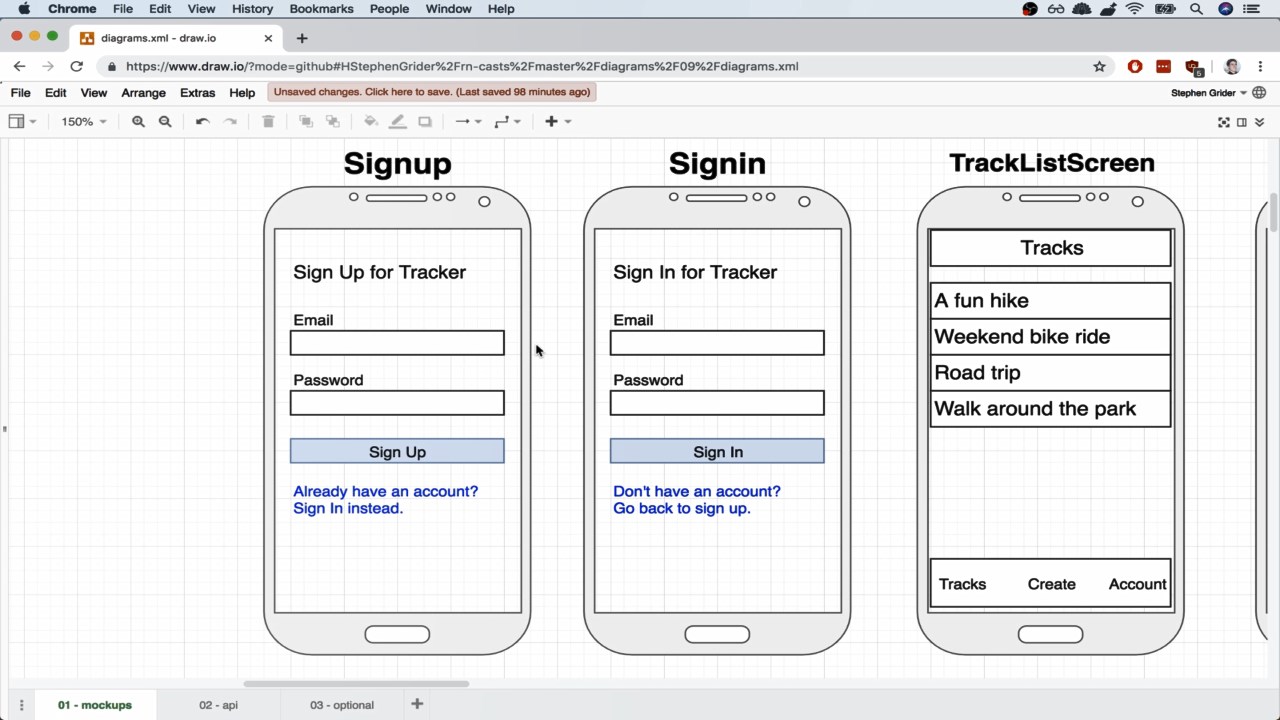 Chrome File Edit View History Bookmarks People Window Help
diagrams.xml - draw.io
https://www.draw.io/?mode=github#HStephenGrider%2Frn-casts%2Fmaster%2Fdiagrams%2F09%2Fdiagrams.xml
5
File Edit View Arrange Extras Help Unsaved changes. Click here to save. (Last saved 98 minutes ago) Stephen Grider
150%
Signup
Sign Up for Tracker
Email
Password
Sign Up
Already have an account?
Sign In instead.
Signin
Sign In for Tracker
Email
Password
Sign In
Don't have an account?
Go back to sign up.
TrackListScreen
Tracks
A fun hike
Weekend bike ride
Road trip
Walk around the park
Tracks Create Account
01 - mockups 02 - api 03 - optional